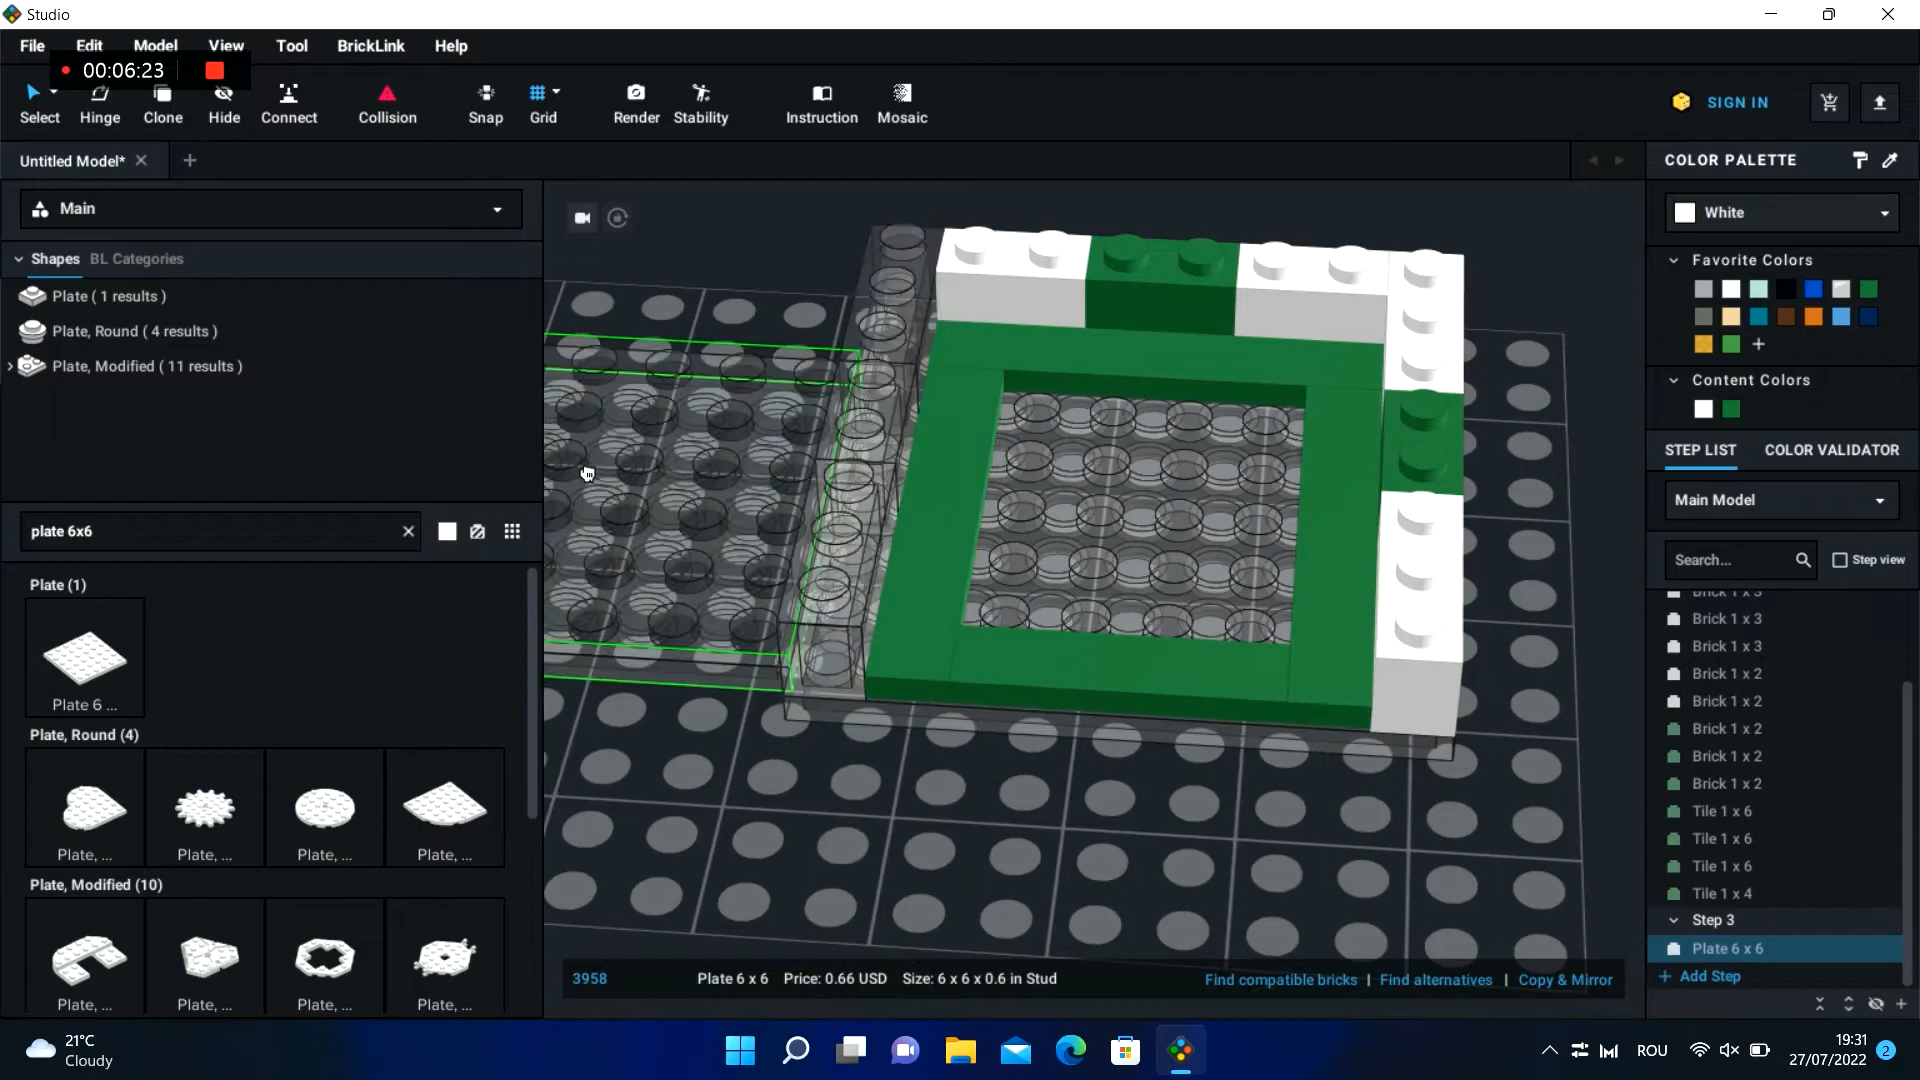 Studio
File Edit Model View Tool BrickLink Help
00:06:23
Select Hinge Clone Hide Connect Collision Snap Grid Render Stability Instruction Mosaic
SIGN IN
Untitled Model*
COLOR PALETTE
Main
White
Shapes BL Categories
Favorite Colors
Plate ( 1 results )
Plate, Round ( 4 results )
Plate, Modified ( 11 results )
Content Colors
STEP LIST COLOR VALIDATOR
Main Model
plate 6x6
Search... Step view
Plate (1)
Plate 6 ...
Plate, Round (4)
Plate, ... Plate, ... Plate, ... Plate, ...
Plate, Modified (10)
Plate, ... Plate, ... Plate, ... Plate, ...
Brick 1 x 3
Brick 1 x 3
Brick 1 x 3
Brick 1 x 2
Brick 1 x 2
Brick 1 x 2
Brick 1 x 2
Brick 1 x 2
Tile 1 x 6
Tile 1 x 6
Tile 1 x 6
Tile 1 x 4
Step 3
Plate 6 x 6
+ Add Step
3958 Plate 6 x 6 Price: 0.66 USD Size: 6 x 6 x 0.6 in Stud Find compatible bricks | Find alternatives | Copy & Mirror
21°C
Cloudy
ROU
19:31
27/07/2022
2